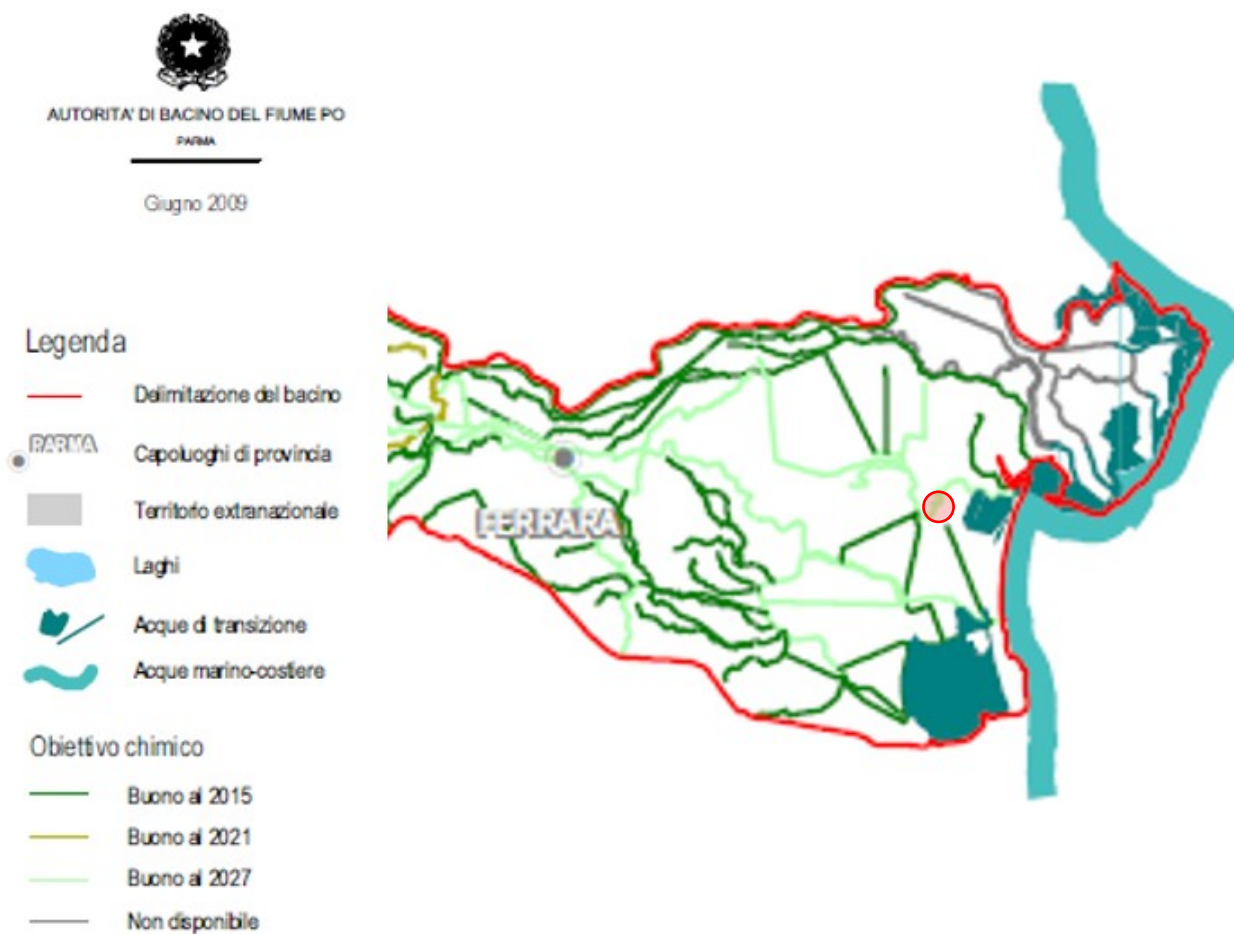 AUTORITA' DI BACINO DEL FIUME PO
PARMA
Giugno 2009
Legenda
Delimitazione del bacino
PARMA
Capoluoghi di provincia
Territorio extranazionale
Laghi
Acque di transizione
Acque marino-costiere
Obiettivo chimico
Buono al 2015
Buono al 2021
Buono al 2027
Non disponibile
FERRARA